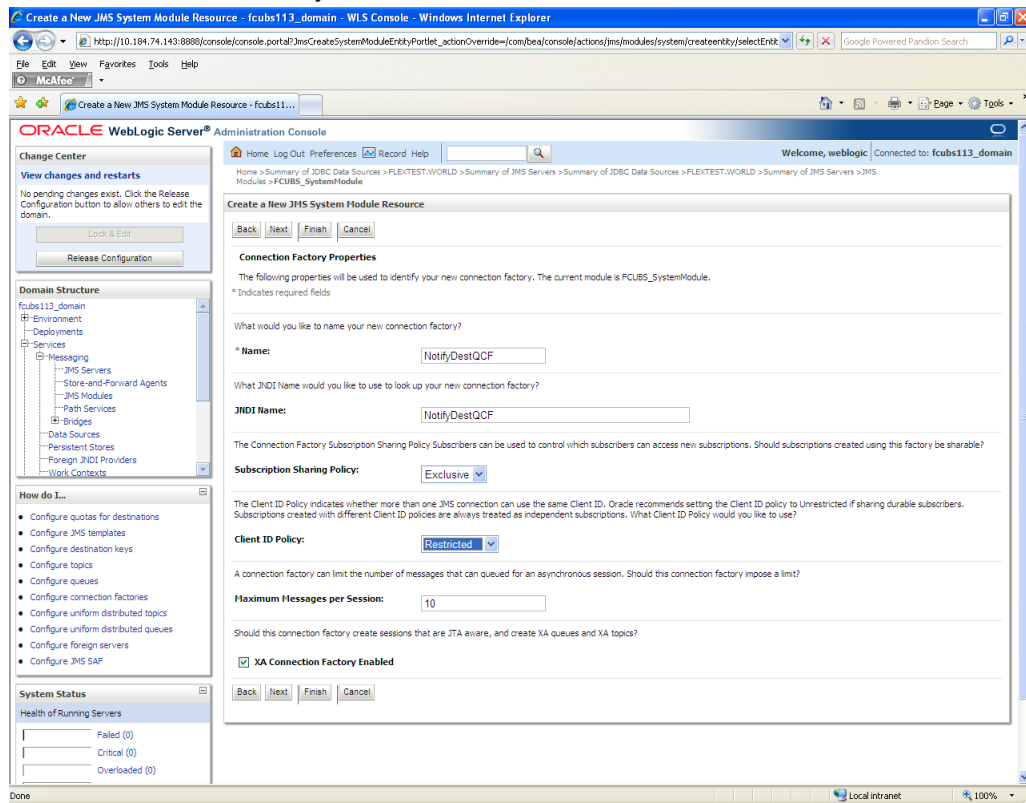 Create a New JMS System Module Resource - fcubs113_domain - WLS Console - Windows Internet Explorer
http://10.184.74.143:8888/console/console.portal?JmsCreateSystemModuleEntityPortlet_actionOverride=/com/bea/console/actions/jms/modules/system/createentity/selectEntit
Google Powered Pandion Search
File Edit View Favorites Tools Help
McAfee
Create a New JMS System Module Resource - fcubs11...
Page Tools
ORACLE WebLogic Server® Administration Console
Change Center
View changes and restarts
No pending changes exist. Click the Release
Configuration button to allow others to edit the
domain.
Lock & Edit
Release Configuration
Domain Structure
fcubs113_domain
Environment
Deployments
Services
Messaging
JMS Servers
Store-and-Forward Agents
JMS Modules
Path Services
Bridges
Data Sources
Persistent Stores
Foreign JNDI Providers
Work Contexts
How do I...
Configure quotas for destinations
Configure JMS templates
Configure destination keys
Configure topics
Configure queues
Configure connection factories
Configure uniform distributed topics
Configure uniform distributed queues
Configure foreign servers
Configure JMS SAF
System Status
Health of Running Servers
Failed (0)
Critical (0)
Overloaded (0)
Home Log Out Preferences Record Help
Welcome, weblogic Connected to: fcubs113_domain
Home >Summary of JDBC Data Sources >FLEXTEST.WORLD >Summary of JMS Servers >Summary of JDBC Data Sources >FLEXTEST.WORLD >Summary of JMS Servers >JMS
Modules >FCUBS_SystemModule
Create a New JMS System Module Resource
Back Next Finish Cancel
Connection Factory Properties
The following properties will be used to identify your new connection factory. The current module is FCUBS_SystemModule.
* Indicates required fields
What would you like to name your new connection factory?
* Name: NotifyDestQCF
What JNDI Name would you like to use to look up your new connection factory?
JNDI Name: NotifyDestQCF
The Connection Factory Subscription Sharing Policy Subscribers can be used to control which subscribers can access new subscriptions. Should subscriptions created using this factory be sharable?
Subscription Sharing Policy: Exclusive
The Client ID Policy indicates whether more than one JMS connection can use the same Client ID. Oracle recommends setting the Client ID policy to Unrestricted if sharing durable subscribers.
Subscriptions created with different Client ID policies are always treated as independent subscriptions. What Client ID Policy would you like to use?
Client ID Policy: Restricted
A connection factory can limit the number of messages that can queued for an asynchronous session. Should this connection factory impose a limit?
Maximum Messages per Session: 10
Should this connection factory create sessions that are JTA aware, and create XA queues and XA topics?
XA Connection Factory Enabled
Back Next Finish Cancel
Done
Local intranet
100%